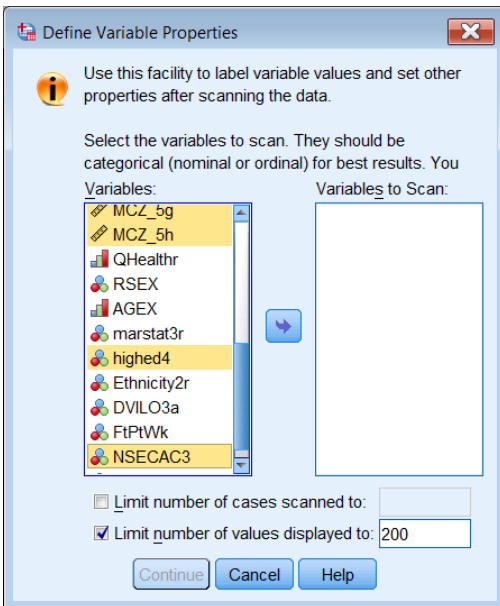 Define Variable Properties
Use this facility to label variable values and set other
properties after scanning the data.
Select the variables to scan. They should be
categorical (nominal or ordinal) for best results. You
Variables:
Variables to Scan:
MCZ_5g
MCZ_5h
QHealthr
RSEX
AGEX
marstat3r
highed4
Ethnicity2r
DVILO3a
FtPtWk
NSECAC3
Limit number of cases scanned to:
Limit number of values displayed to: 200
Continue Cancel Help